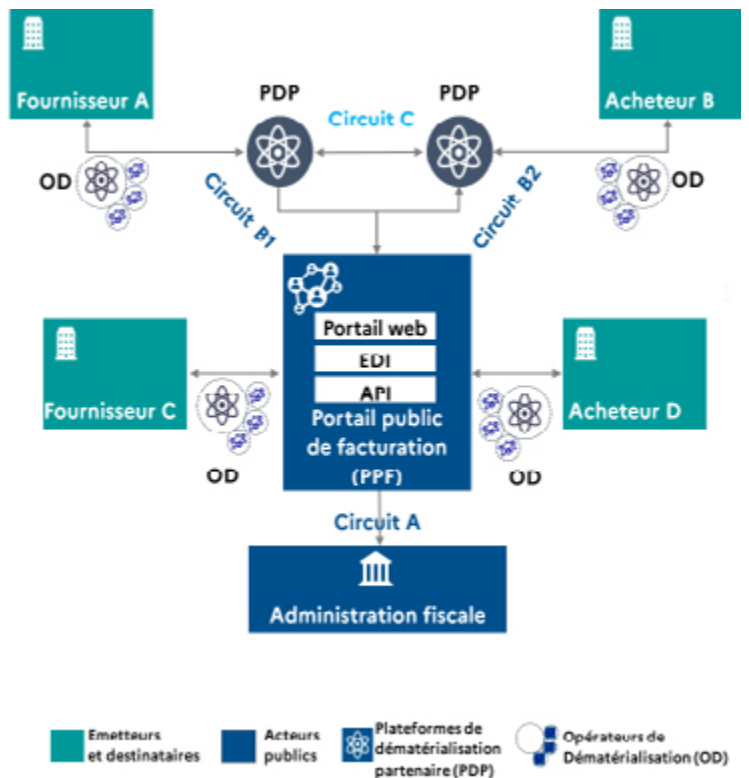 Fournisseur A
PDP
PDP
Acheteur B
Circuit C
OD
OD
Circuit B1
Circuit B2
Portail web
EDI
API
Portail public
de facturation
(PPF)
Fournisseur C
Acheteur D
OD
OD
Circuit A
Administration fiscale
Emetteurs
et destinataires
Acteurs
publics
Plateformes de
dématérialisation
partenaire (PDP)
Opérateurs de
Dématérialisation (OD)